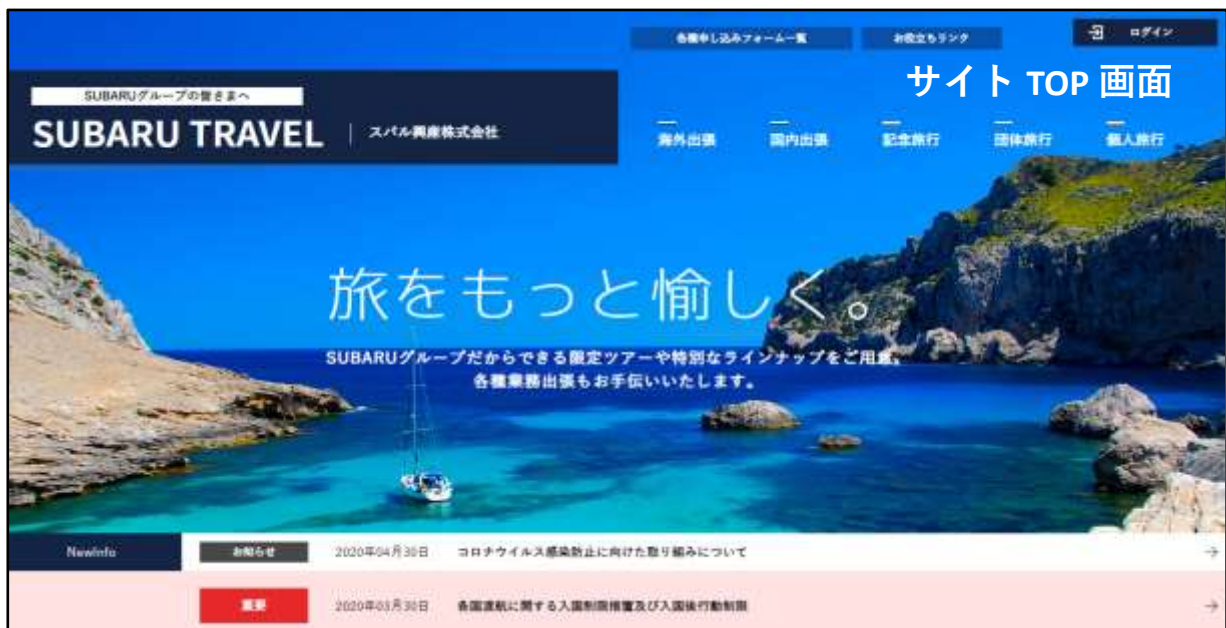 各種申し込みフォーム一覧
お役立ちリンク
ログイン
サイト TOP 画面
SUBARUグループの皆さまへ
SUBARU TRAVEL
スバル興産株式会社
海外出張
国内出張
記念旅行
団体旅行
個人旅行
旅をもっと愉しく。
SUBARUグループだからできる限定ツアーや特別なラインナップをご用意。
各種業務出張もお手伝いいたします。
NewInfo
お知らせ
2020年04月30日
コロナウイルス感染防止に向けた取り組みについて
重要
2020年03月30日
各国渡航に関する入国制限措置及び入国後行動制限